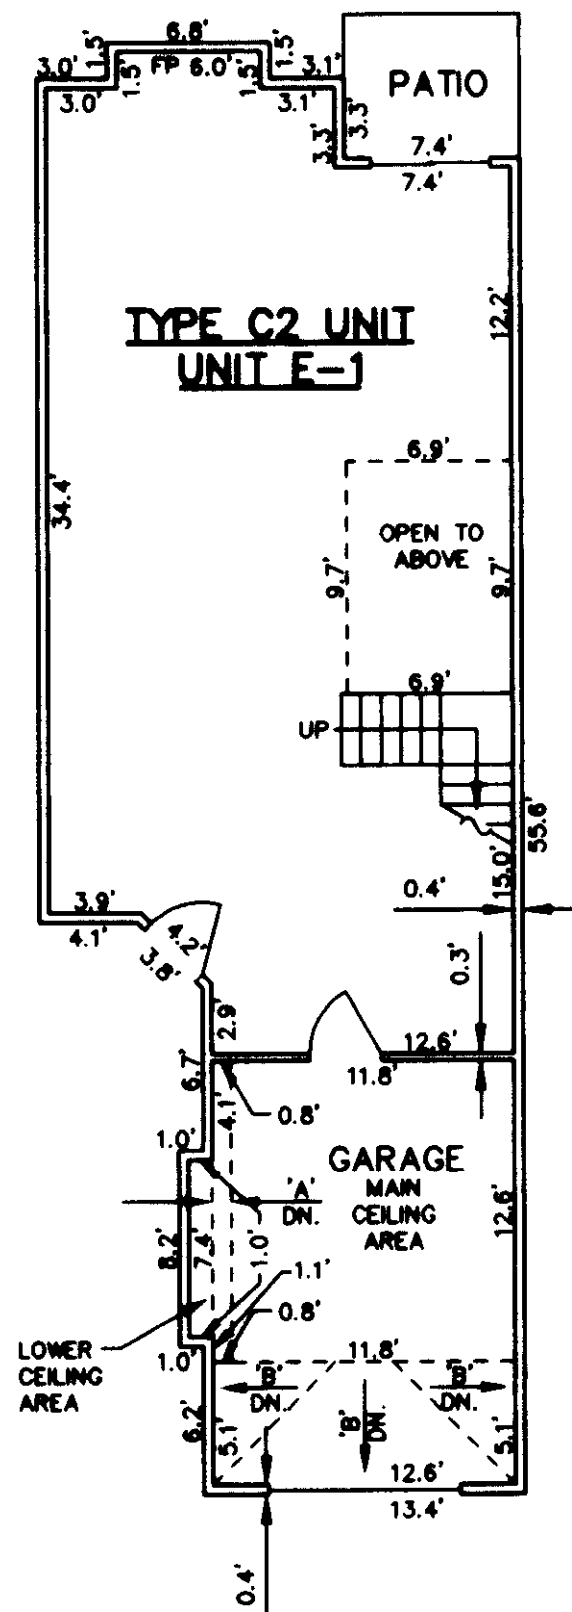 6.8'
1.5' 1.5'
3.0' FP 6.0' 3.1'
3.0' 1.5' 1.5' 3.1'
PATIO
3.3' 3.3'
7.4'
7.4'
TYPE C2 UNIT
UNIT E-1
12.2'
34.4'
6.9'
OPEN TO
ABOVE
9.7' 9.7'
6.9'
UP
55.6'
15.0'
0.4'
3.9'
4.1'
4.2'
3.8'
0.3'
2.9'
12.6'
11.8'
6.7'
4.1'
0.8'
1.0'
GARAGE
MAIN
CEILING
AREA
'A'
DN.
12.6'
8.2' 7.4' 1.0'
1.1'
0.8'
LOWER
CEILING
AREA
1.0'
11.8'
'B' 'B'
DN. DN.
'B'
DN.
6.2' 5.1' 5.1'
12.6'
13.4'
0.4'